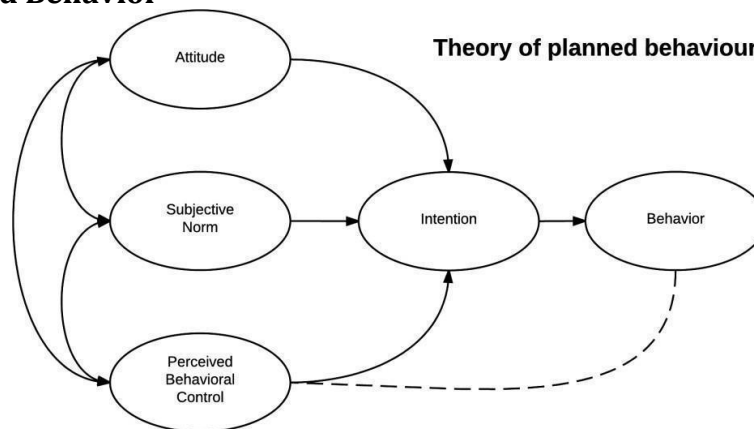 Behavior
Theory of planned behaviour
Attitude
Subjective
Norm
Intention
Behavior
Perceived
Behavioral
Control